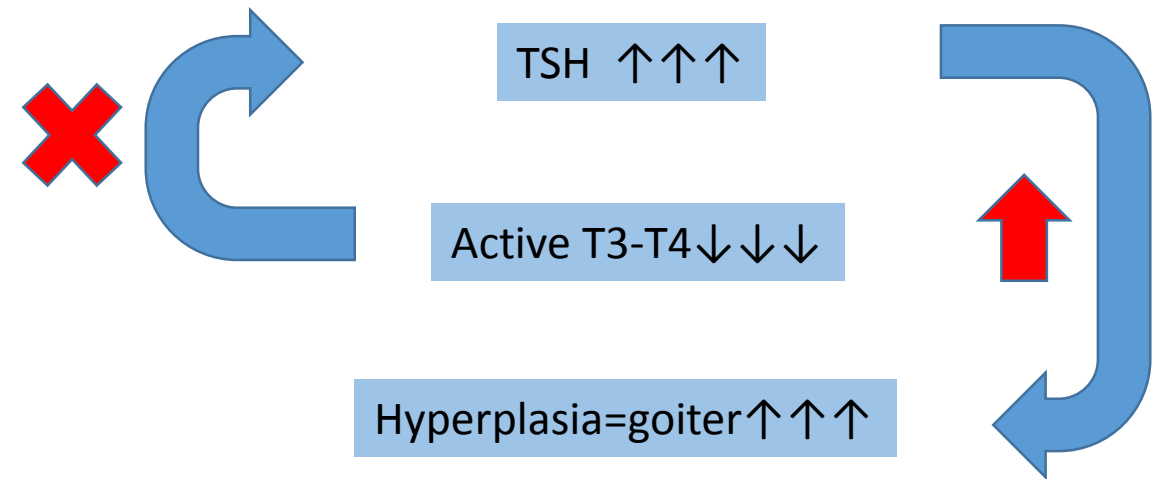 TSH ↑↑↑
Active T3-T4↓↓↓
Hyperplasia=goiter↑↑↑